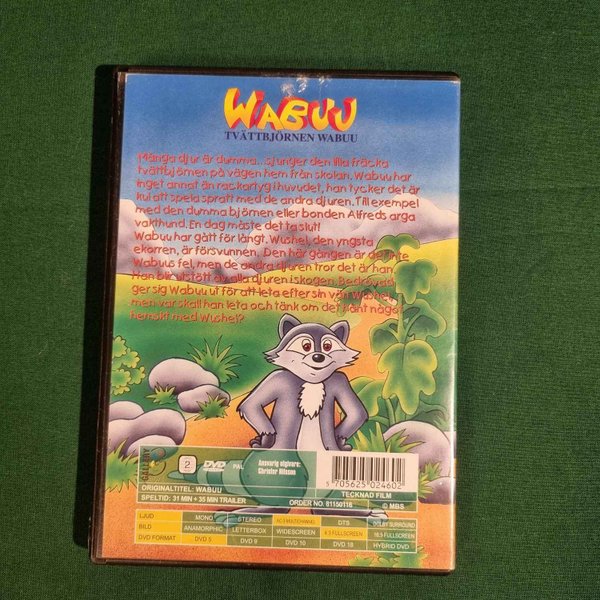 WABUU
TVÄTTBJÖRNEN WABUU
Många djur är dumma... sjunger den lilla fräcka
tvättbjörnen på vägen hem från skolan. Wabuu har
inget annat än rackartyg i huvudet, han tycker det är
kul att spela spratt med de andra djuren. Till exempel
med den dumma björnen eller bonden Alfreds arga
vakthund. En dag måste det ta slut!
Wabuu har gått för långt. Wushel, den yngsta
ekorren, är försvunnen. Den här gången är det inte
Wabuus fel, men de andra djuren tror det är han.
Han blir utstött av alla djuren i skogen. Bedrövad
ger sig Wabuu ut för att leta efter sin vän Wushel,
men var skall han leta och tänk om det hänt något
hemskt med Wushel?
2
DVD
PAL
Ansvarig utgivare:
Christer Nilsson
5 705625 024602
ORIGINALTITEL: WABUU
TECKNAD FILM
SPELTID: 31 MIN + 35 MIN TRAILER
ORDER NO. 81150116
© MBS
LJUD
MONO
STEREO
DTS
DOLBY SURROUND
BILD
ANAMORPHIC
LETTERBOX
WIDESCREEN
4:3 FULLSCREEN
16:9 FULLSCREEN
DVD FORMAT
DVD 5
DVD 9
DVD 10
DVD 18
HYBRID DVD